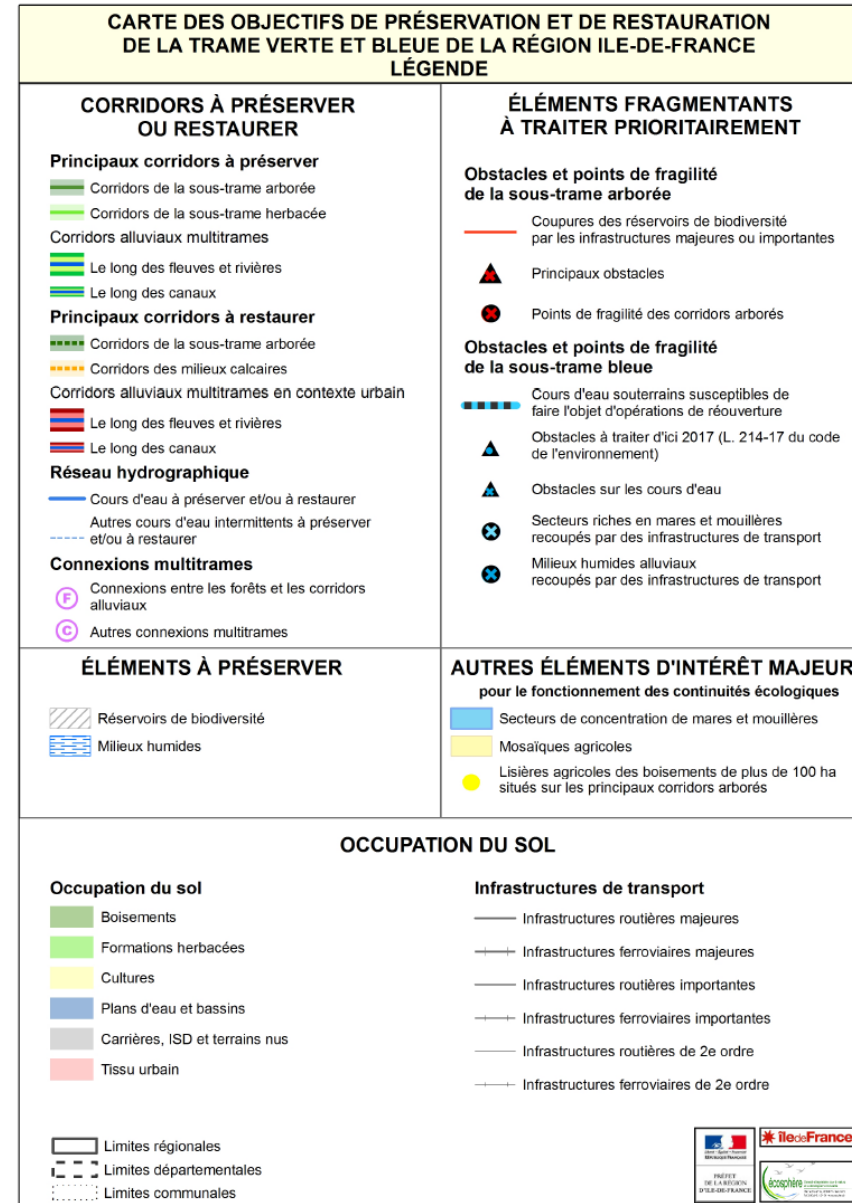 CARTE DES OBJECTIFS DE PRÉSERVATION ET DE RESTAURATION
DE LA TRAME VERTE ET BLEUE DE LA RÉGION ILE-DE-FRANCE
LÉGENDE
CORRIDORS À PRÉSERVER
OU RESTAURER
Principaux corridors à préserver
Corridors de la sous-trame arborée
Corridors de la sous-trame herbacée
Corridors alluviaux multitrames
Le long des fleuves et rivières
Le long des canaux
Principaux corridors à restaurer
Corridors de la sous-trame arborée
Corridors des milieux calcaires
Corridors alluviaux multitrames en contexte urbain
Le long des fleuves et rivières
Le long des canaux
Réseau hydrographique
Cours d'eau à préserver et/ou à restaurer
Autres cours d'eau intermittents à préserver
et/ou à restaurer
Connexions multitrames
F
Connexions entre les forêts et les corridors
alluviaux
C
Autres connexions multitrames
ÉLÉMENTS FRAGMENTANTS
À TRAITER PRIORITAIREMENT
Obstacles et points de fragilité
de la sous-trame arborée
Coupures des réservoirs de biodiversité
par les infrastructures majeures ou importantes
Principaux obstacles
Points de fragilité des corridors arborés
Obstacles et points de fragilité
de la sous-trame bleue
Cours d'eau souterrains susceptibles de
faire l'objet d'opérations de réouverture
Obstacles à traiter d'ici 2017 (L. 214-17 du code
de l'environnement)
Obstacles sur les cours d'eau
Secteurs riches en mares et mouillères
recoupés par des infrastructures de transport
Milieux humides alluviaux
recoupés par des infrastructures de transport
ÉLÉMENTS À PRÉSERVER
Réservoirs de biodiversité
Milieux humides
AUTRES ÉLÉMENTS D'INTÉRÊT MAJEUR
pour le fonctionnement des continuités écologiques
Secteurs de concentration de mares et mouillères
Mosaïques agricoles
Lisières agricoles des boisements de plus de 100 ha
situés sur les principaux corridors arborés
OCCUPATION DU SOL
Occupation du sol
Boisements
Formations herbacées
Cultures
Plans d'eau et bassins
Carrières, ISD et terrains nus
Tissu urbain
Infrastructures de transport
Infrastructures routières majeures
Infrastructures ferroviaires majeures
Infrastructures routières importantes
Infrastructures ferroviaires importantes
Infrastructures routières de 2e ordre
Infrastructures ferroviaires de 2e ordre
Limites régionales
Limites départementales
Limites communales
PRÉFET
DE LA RÉGION
D'ILE-DE-FRANCE
îledeFrance
écosphère